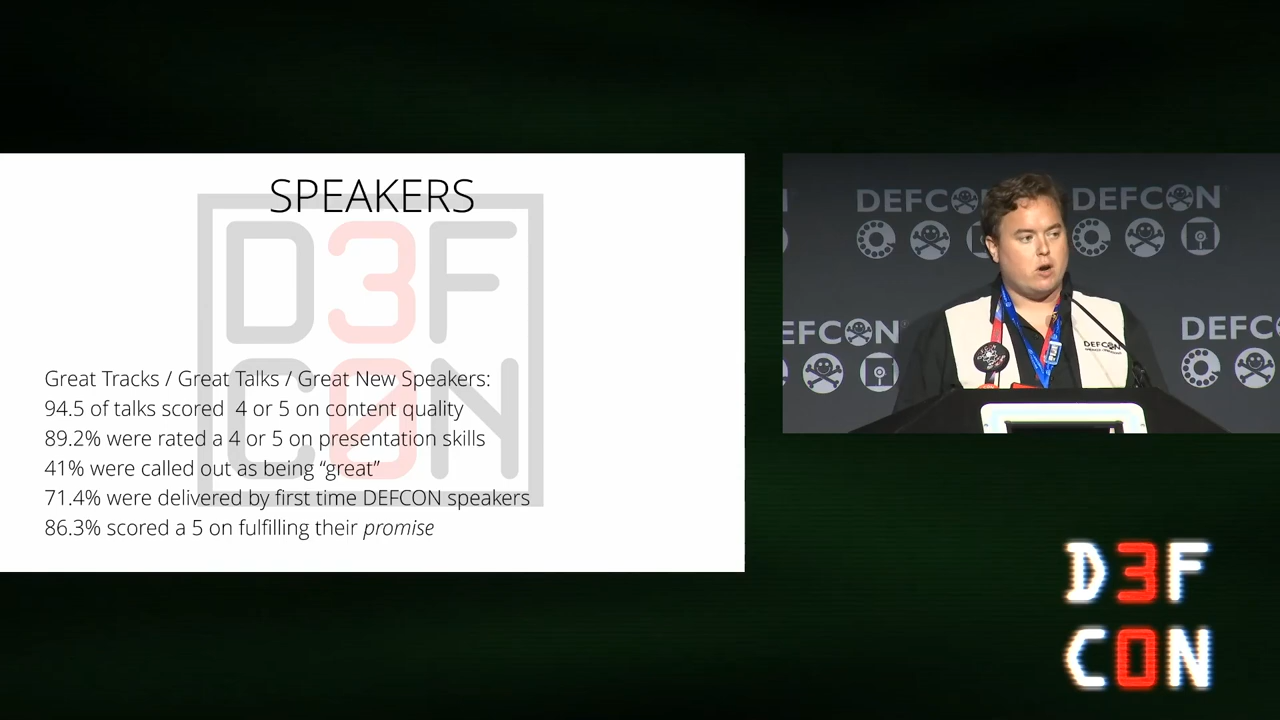 SPEAKERS
D3F
C0N
Great Tracks / Great Talks / Great New Speakers:
94.5 of talks scored  4 or 5 on content quality
89.2% were rated a 4 or 5 on presentation skills
41% were called out as being “great”
71.4% were delivered by first time DEFCON speakers
86.3% scored a 5 on fulfilling their promise
DEFCON
DEFCON
EFCON
DEFC
DEFCON
D3F
C0N